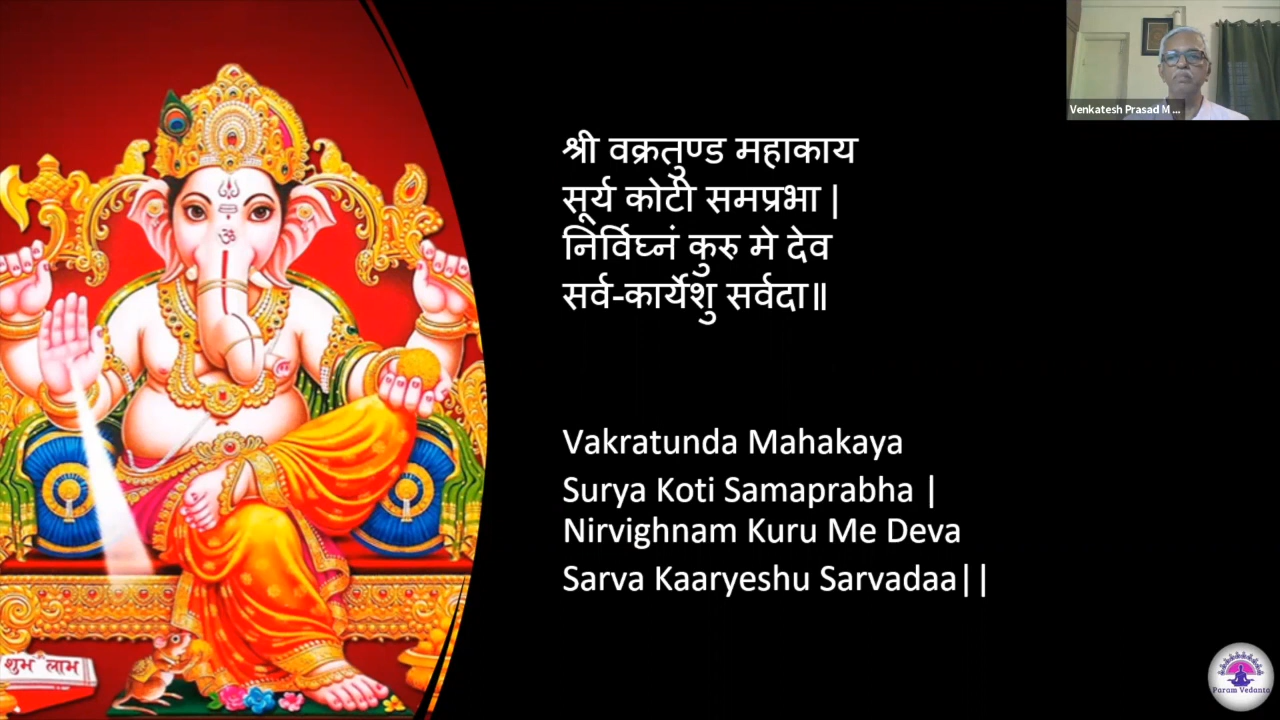 श्री वक्रतुण्ड महाकाय
सूर्य कोटी समप्रभा |
निर्विघ्नं कुरु मे देव
सर्व-कार्येशु सर्वदा॥
Vakratunda Mahakaya
Surya Koti Samaprabha |
Nirvighnam Kuru Me Deva
Sarva Kaaryeshu Sarvadaa||
Venkatesh Prasad M ...
शुभ लाभ
Param Vedanta